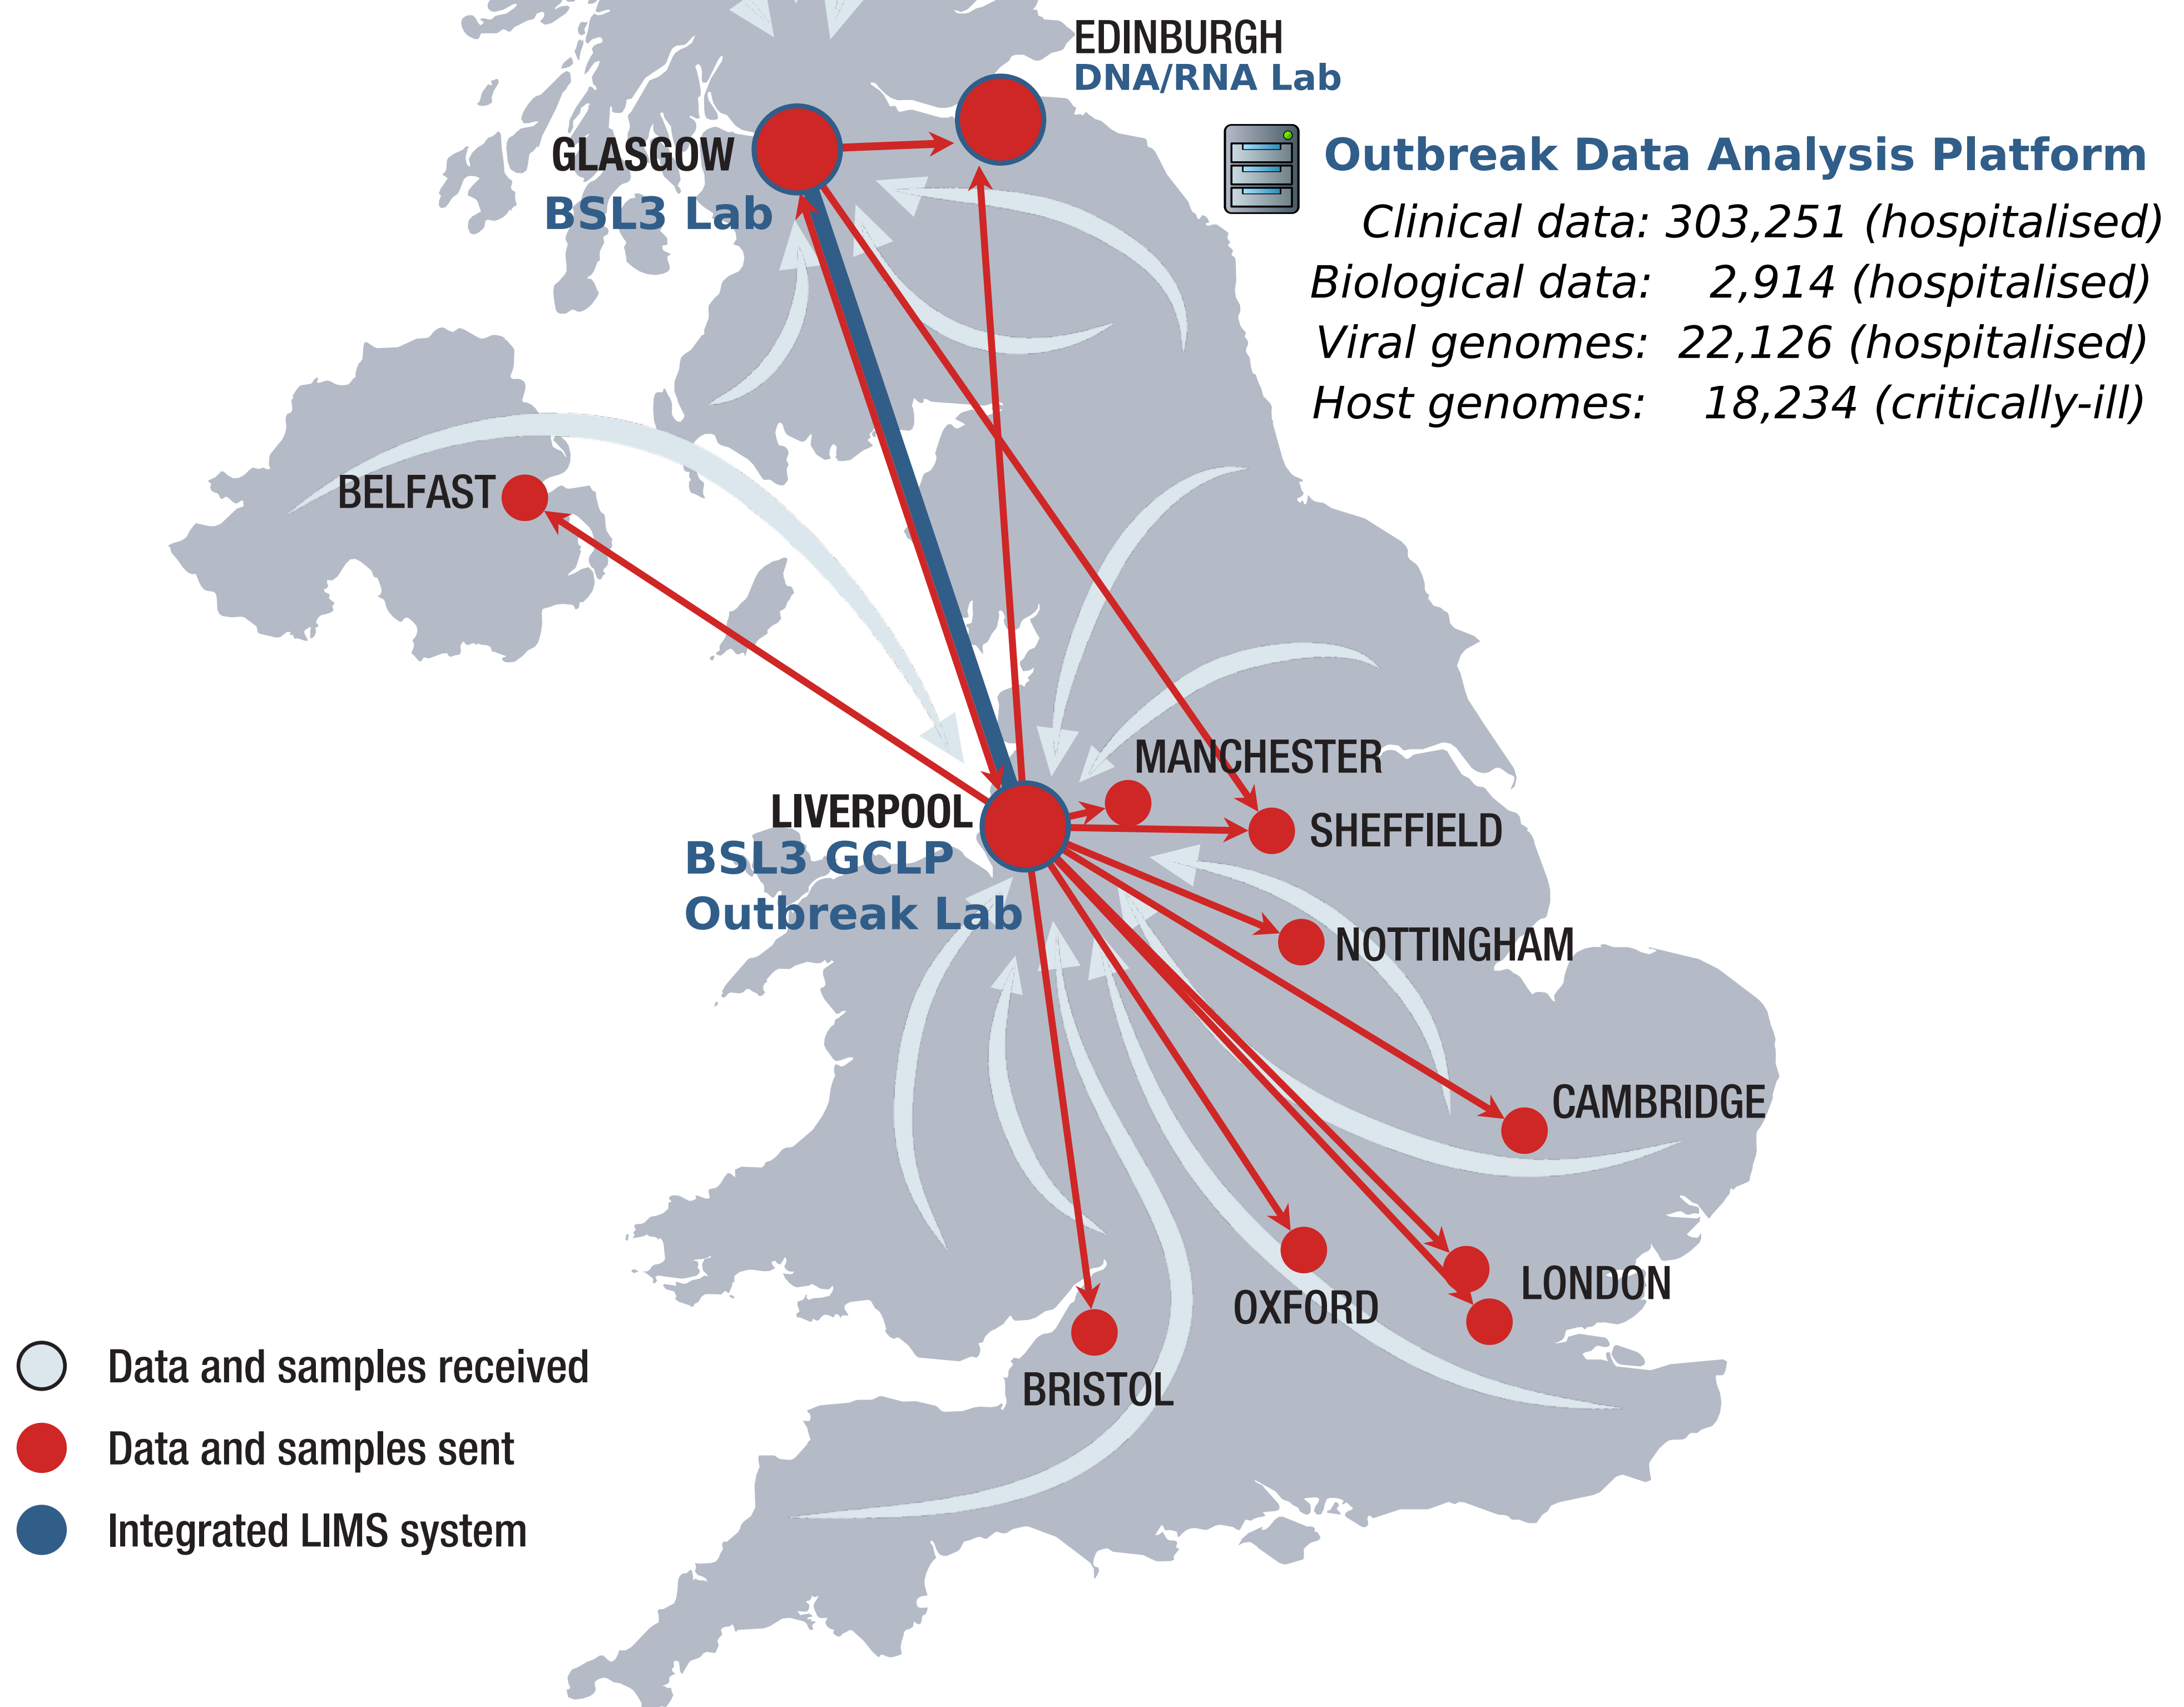 EDINBURGH
DNA/RNA Lab
GLASGOW
BSL3 Lab
Outbreak Data Analysis Platform
Clinical data: 303,251 (hospitalised)
Biological data: 2,914 (hospitalised)
Viral genomes: 22,126 (hospitalised)
Host genomes: 18,234 (critically-ill)
BELFAST
MANCHESTER
LIVERPOOL
BSL3 GCLP
Outbreak Lab
SHEFFIELD
NOTTINGHAM
CAMBRIDGE
LONDON
OXFORD
BRISTOL
Data and samples received
Data and samples sent
Integrated LIMS system